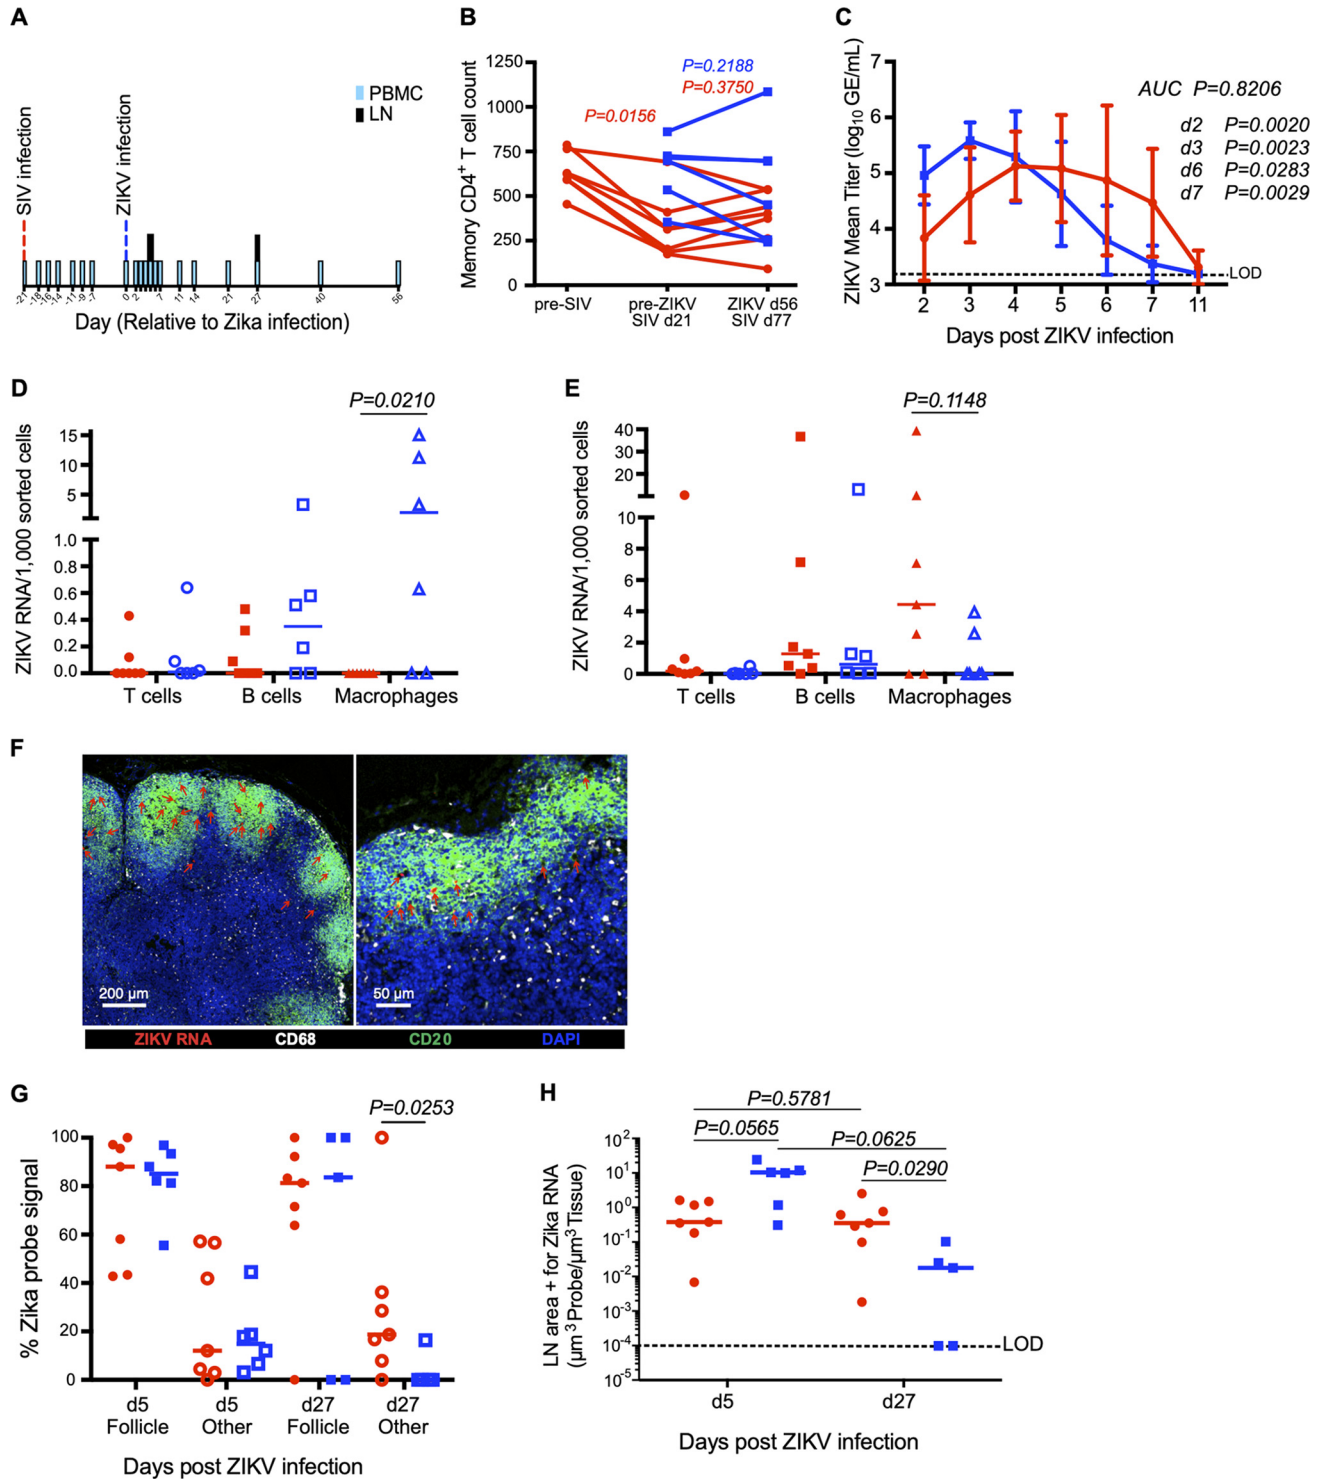 A
SIV infection
ZIKV infection
PBMC
LN
-21 -18 -16 -14 -11 -9 -7 0 2 4 7 11 14 21 27 40 56
Day (Relative to Zika infection)
B
Memory CD4+ T cell count
1250
1000
750
500
250
0
P=0.2188
P=0.3750
P=0.0156
pre-SIV
pre-ZIKV
SIV d21
ZIKV d56
SIV d77
C
ZIKV Mean Titer (log10 GE/mL)
7
6
5
4
3
AUC P=0.8206
d2 P=0.0020
d3 P=0.0023
d6 P=0.0283
d7 P=0.0029
LOD
2 3 4 5 6 7 11
Days post ZIKV infection
D
P=0.0210
ZIKV RNA/1,000 sorted cells
15
10
5
1.0
0.8
0.6
0.4
0.2
0.0
T cells B cells Macrophages
E
P=0.1148
ZIKV RNA/1,000 sorted cells
40
30
20
10
8
6
4
2
0
T cells B cells Macrophages
F
200 µm
50 µm
ZIKV RNA CD68 CD20 DAPI
G
P=0.0253
% Zika probe signal
100
80
60
40
20
0
d5
Follicle
d5
Other
d27
Follicle
d27
Other
Days post ZIKV infection
H
P=0.5781
P=0.0565
P=0.0625
P=0.0290
LN area + for Zika RNA
(µm3 Probe/µm3 Tissue)
10^2
10^1
10^0
10^-1
10^-2
10^-3
10^-4
10^-5
LOD
d5 d27
Days post ZIKV infection